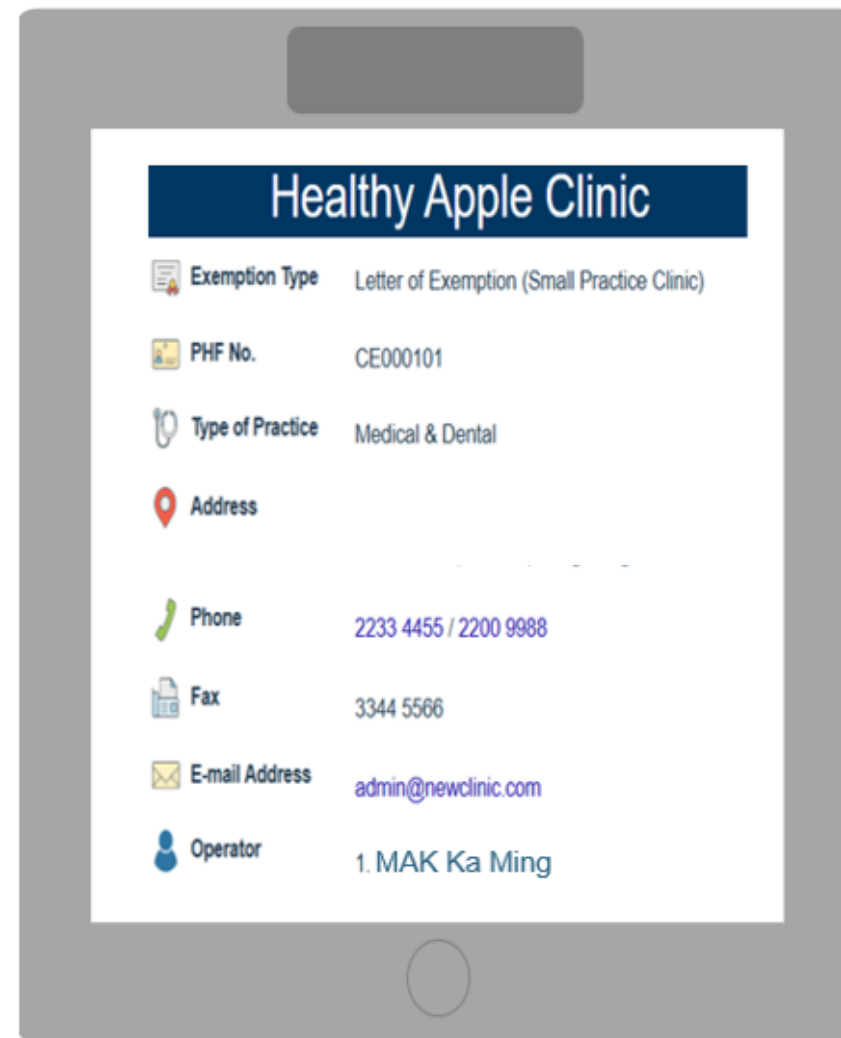 Healthy Apple Clinic
Exemption Type Letter of Exemption (Small Practice Clinic)
PHF No. CE000101
Type of Practice Medical & Dental
Address
Phone 2233 4455 / 2200 9988
Fax 3344 5566
E-mail Address admin@newclinic.com
Operator 1. MAK Ka Ming